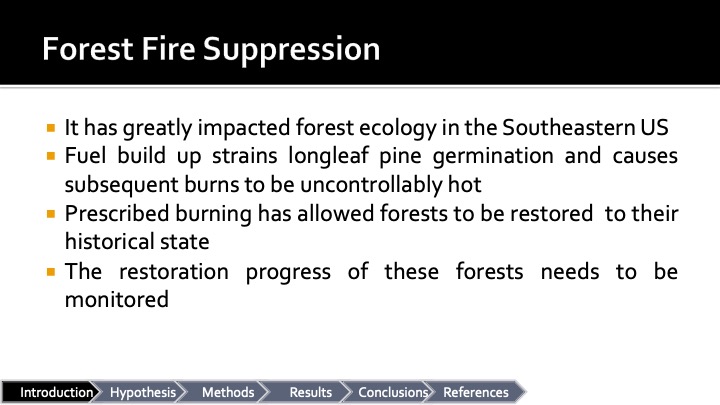 Forest Fire Suppression
It has greatly impacted forest ecology in the Southeastern US
Fuel build up strains longleaf pine germination and causes
subsequent burns to be uncontrollably hot
Prescribed burning has allowed forests to be restored  to their
historical state
The restoration progress of these forests needs to be
monitored
Introduction Hypothesis Methods Results Conclusions References